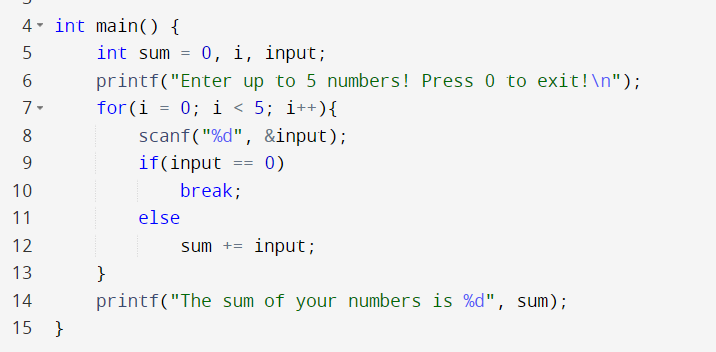 4 int main() {
5 int sum = 0, i, input;
6 printf("Enter up to 5 numbers! Press 0 to exit!\n");
7 for(i = 0; i < 5; i++){
8 scanf("%d", &input);
9 if(input == 0)
10 break;
11 else
12 sum += input;
13 }
14 printf("The sum of your numbers is %d", sum);
15 }